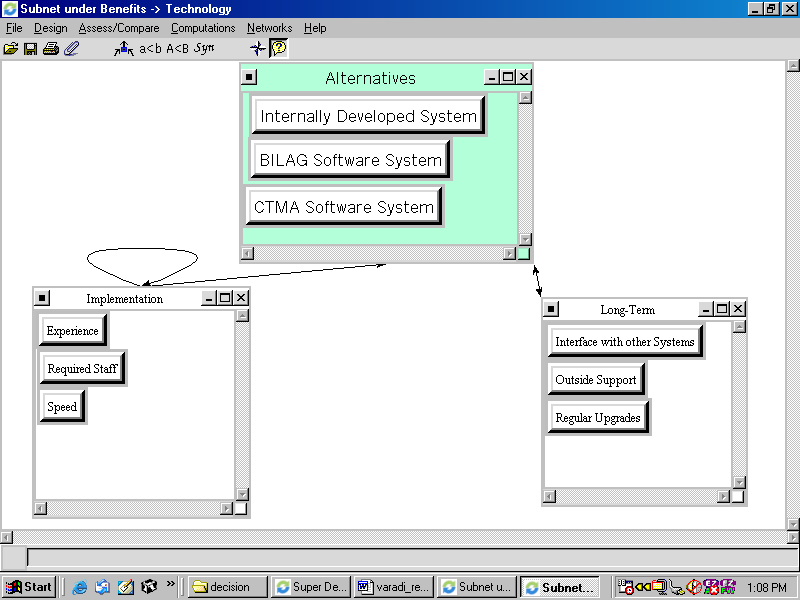 Subnet under Benefits -> Technology
File Design Assess/Compare Computations Networks Help
a<b A<B Syn
Alternatives
Internally Developed System
BILAG Software System
CTMA Software System
Implementation
Experience
Required Staff
Speed
Long-Term
Interface with other Systems
Outside Support
Regular Upgrades
Start decision Super De... varadi_re... Subnet u... Subnet... 1:08 PM